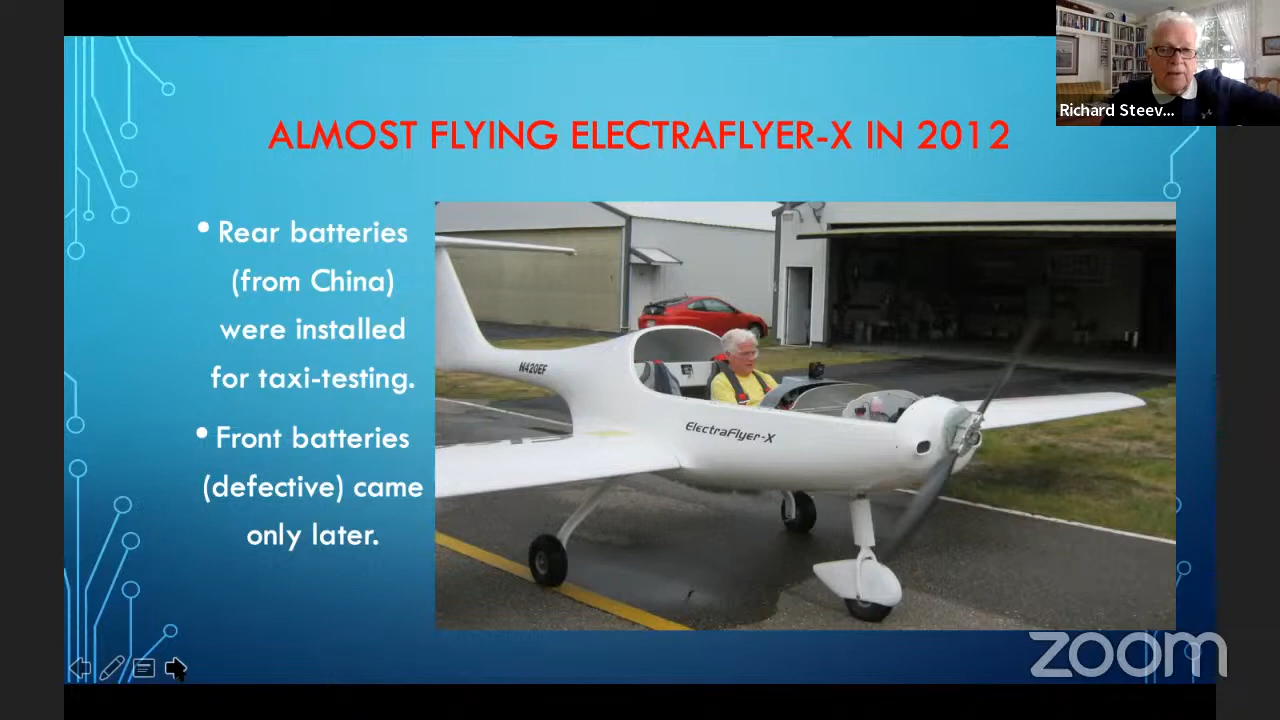 Richard Steev...
ALMOST FLYING ELECTRAFLYER-X IN 2012
• Rear batteries
(from China)
were installed
for taxi-testing.
• Front batteries
(defective) came
only later.
N420EF
ElectraFlyer-X
zoom